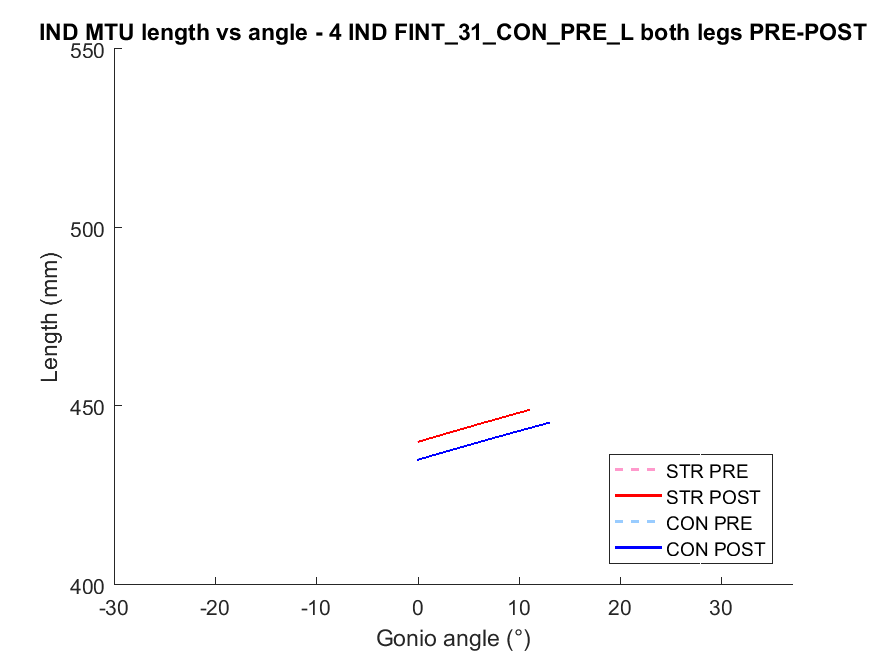 IND MTU length vs angle - 4 IND FINT_31_CON_PRE_L both legs PRE-POST
550
500
450
400
Length (mm)
-30 -20 -10 0 10 20 30
Gonio angle (°)
STR PRE
STR POST
CON PRE
CON POST